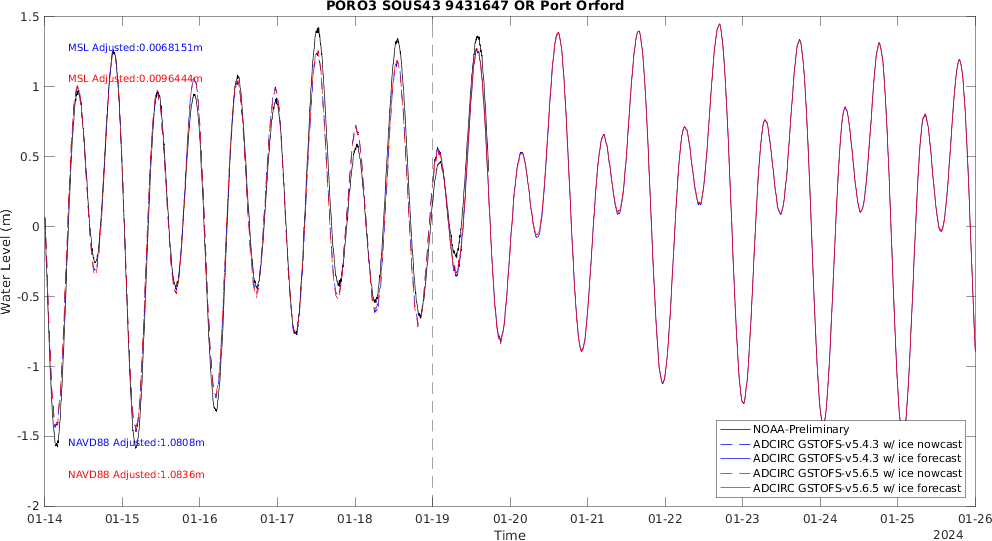 PORO3 SOUS43 9431647 OR Port Orford
1.5
1
0.5
0
-0.5
-1
-1.5
-2
Water Level (m)
MSL Adjusted:0.0068151m
MSL Adjusted:0.0096444m
NAVD88 Adjusted:1.0808m
NAVD88 Adjusted:1.0836m
NOAA-Preliminary
ADCIRC GSTOFS-v5.4.3 w/ ice nowcast
ADCIRC GSTOFS-v5.4.3 w/ ice forecast
ADCIRC GSTOFS-v5.6.5 w/ ice nowcast
ADCIRC GSTOFS-v5.6.5 w/ ice forecast
01-14 01-15 01-16 01-17 01-18 01-19 01-20 01-21 01-22 01-23 01-24 01-25 01-26
Time
2024